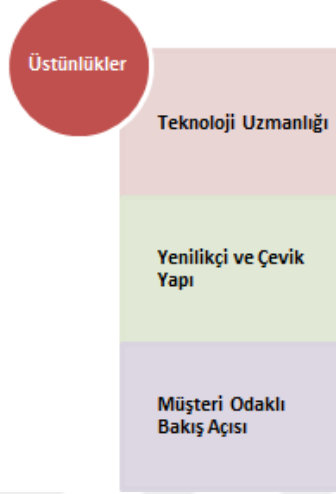 Üstünlükler
Teknoloji Uzmanlığı
Yenilikçi ve Çevik
Yapı
Müşteri Odaklı
Bakış Açısı